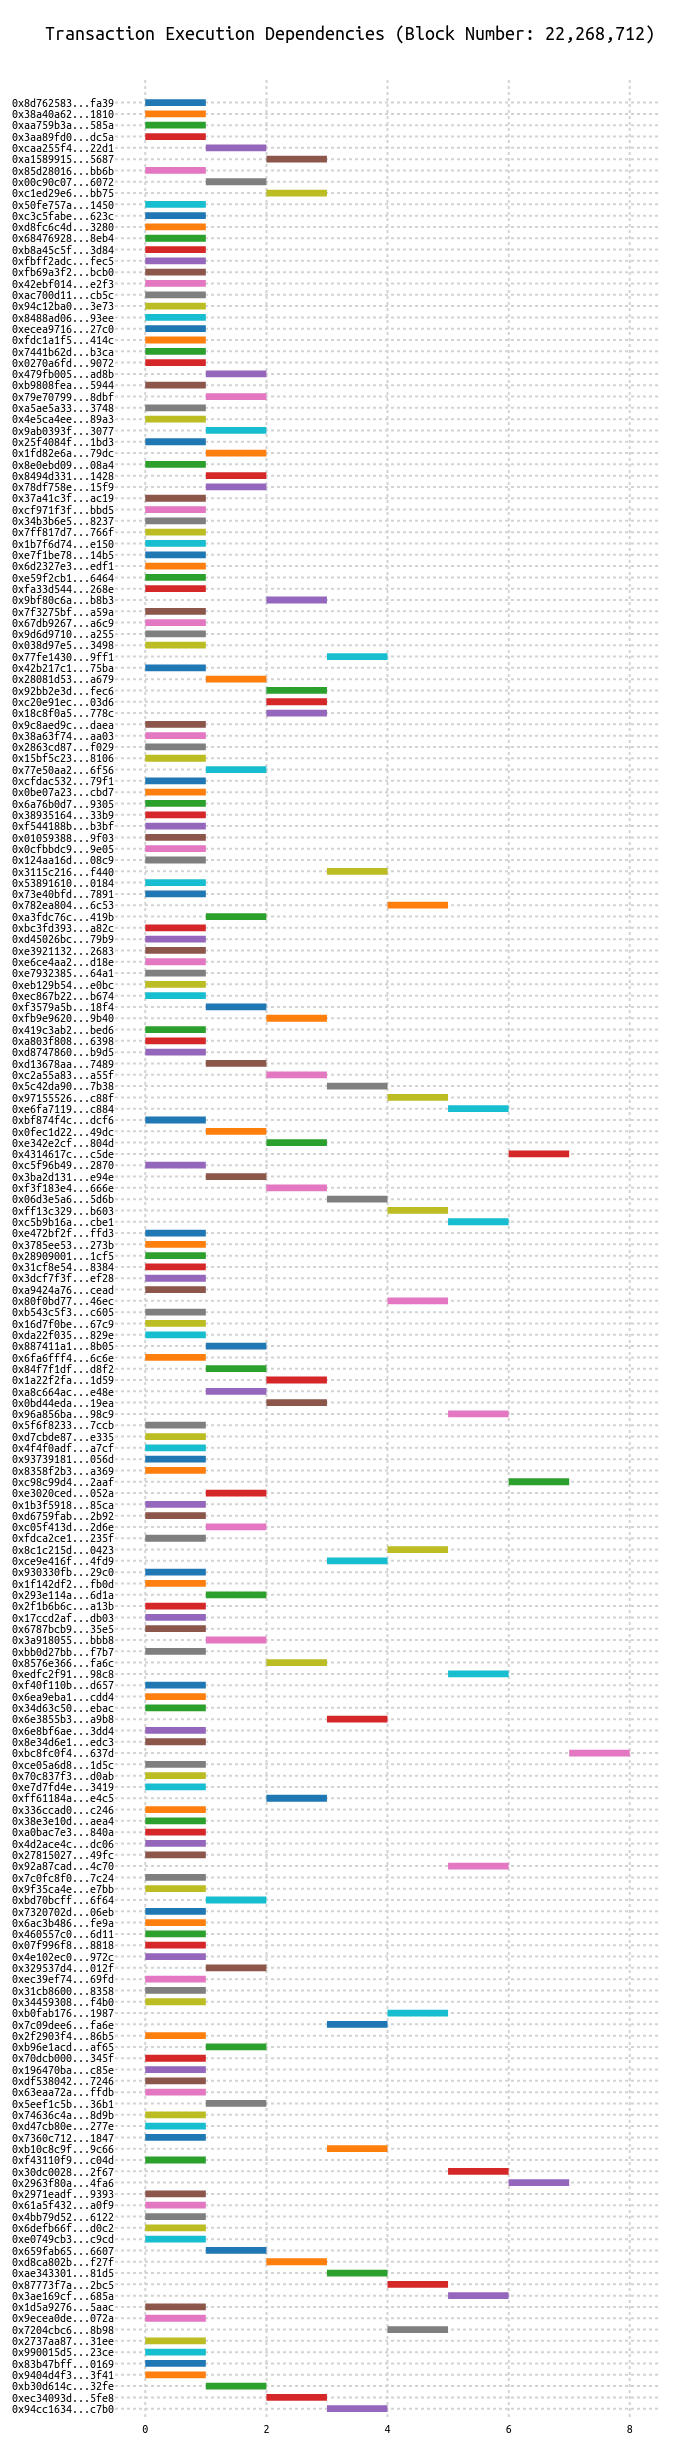 Transaction Execution Dependencies (Block Number: 22,268,712)
0x8d762583...fa39
0x38a40a62...1810
0xaa759b3a...585a
0x3aa89fd0...dc5a
0xcaa255f4...22d1
0xa1589915...5687
0x85d28016...bb6b
0x00c90c07...6072
0xc1ed29e6...bb75
0x50fe757a...1450
0xc3c5fabe...623c
0xd8fc6c4d...3280
0x68476928...8eb4
0xb8a45c5f...3d84
0xfbff2adc...fec5
0xfb69a3f2...bcb0
0x42ebf014...e2f3
0xac700d11...cb5c
0x94c12ba0...3e73
0x8488ad06...93ee
0xecea9716...27c0
0xfdc1a1f5...414c
0x7441b62d...b3ca
0x0270a6fd...9072
0x479fb005...ad8b
0xb9808fea...5944
0x79e70799...8dbf
0xa5ae5a33...3748
0x4e5ca4ee...89a3
0x9ab0393f...3077
0x25f4084f...1bd3
0x1fd82e6a...79dc
0x8e0ebd09...08a4
0x8494d331...1428
0x78df758e...15f9
0x37a41c3f...ac19
0xcf971f3f...bbd5
0x34b3b6e5...8237
0x7ff817d7...766f
0x1b7f6d74...e150
0xe7f1be78...14b5
0x6d2327e3...edf1
0xe59f2cb1...6464
0xfa33d544...268e
0x9bf80c6a...b8b3
0x7f3275bf...a59a
0x67db9267...a6c9
0x9d6d9710...a255
0x038d97e5...3498
0x77fe1430...9ff1
0x42b217c1...75ba
0x28081d53...a679
0x92bb2e3d...fec6
0xc20e91ec...03d6
0x18c8f0a5...778c
0x9c8aed9c...daea
0x38a63f74...aa03
0x2863cd87...f029
0x15bf5c23...8106
0x77e50aa2...6f56
0xcfdac532...79f1
0x0be07a23...cbd7
0x6a76b0d7...9305
0x38935164...33b9
0xf544188b...b3bf
0x01059388...9f03
0x0cfbbdc9...9e05
0x124aa16d...08c9
0x3115c216...f440
0x53891610...0184
0x73e40bfd...7891
0x782ea804...6c53
0xa3fdc76c...419b
0xbc3fd393...a82c
0xd45026bc...79b9
0xe3921132...2683
0xe6ce4aa2...d18e
0xe7932385...64a1
0xeb129b54...e0bc
0xec867b22...b674
0xf3579a5b...18f4
0xfb9e9620...9b40
0x419c3ab2...bed6
0xa803f808...6398
0xd8747860...b9d5
0xd13678aa...7489
0xc2a55a83...a55f
0x5c42da90...7b38
0x97155526...c88f
0xe6fa7119...c884
0xbf874f4c...dcf6
0x0fec1d22...49dc
0xe342e2cf...804d
0x4314617c...c5de
0xc5f96b49...2870
0x3ba2d131...e94e
0xf3f183e4...666e
0x06d3e5a6...5d6b
0xff13c329...b603
0xc5b9b16a...cbe1
0xe472bf2f...ffd3
0x3785ee53...273b
0x28909001...1cf5
0x31cf8e54...8384
0x3dcf7f3f...ef28
0xa9424a76...cead
0x80f0bd77...46ec
0xb543c5f3...c605
0x16d7f0be...67c9
0xda22f035...829e
0x887411a1...8b05
0x6fa6fff4...6c6e
0x84f7f1df...d8f2
0x1a22f2fa...1d59
0xa8c664ac...e48e
0x0bd44eda...19ea
0x96a856ba...98c9
0x5f6f8233...7ccb
0xd7cbde87...e335
0x4f4f0adf...a7cf
0x93739181...056d
0x8358f2b3...a369
0xc98c99d4...2aaf
0xe3020ced...052a
0x1b3f5918...85ca
0xd6759fab...2b92
0xc05f413d...2d6e
0xfdca2ce1...235f
0x8c1c215d...0423
0xce9e416f...4fd9
0x930330fb...29c0
0x1f142df2...fb0d
0x293e114a...6d1a
0x2f1b6b6c...a13b
0x17ccd2af...db03
0x6787bcb9...35e5
0x3a918055...bbb8
0xbb0d27bb...f7b7
0x8576e366...fa6c
0xedfc2f91...98c8
0xf40f110b...d657
0x6ea9eba1...cdd4
0x34d63c50...ebac
0x6e3855b3...a9b8
0x6e8bf6ae...3dd4
0x8e34d6e1...edc3
0xbc8fc0f4...637d
0xce05a6d8...1d5c
0x70c837f3...d0ab
0xe7d7fd4e...3419
0xff61184a...e4c5
0x336ccad0...c246
0x38e3e10d...aea4
0xa0bac7e3...840a
0x4d2ace4c...dc06
0x27815027...49fc
0x92a87cad...4c70
0x7c0fc8f0...7c24
0x9f35ca4e...e7bb
0xbd70bcff...6f64
0x7320702d...06eb
0x6ac3b486...fe9a
0x460557c0...6d11
0x07f996f8...8818
0x4e102ec0...972c
0x329537d4...012f
0xec39ef74...69fd
0x31cb8600...8358
0x34459308...f4b0
0xb0fab176...1987
0x7c09dee6...fa6e
0x2f2903f4...86b5
0xb96e1acd...af65
0x70dcb000...345f
0x196470ba...c85e
0xdf538042...7246
0x63eaa72a...ffdb
0x5eef1c5b...36b1
0x74636c4a...8d9b
0xd47cb80e...277e
0x7360c712...1847
0xb10c8c9f...9c66
0xf43110f9...c04d
0x30dc0028...2f67
0x2963f80a...4fa6
0x2971eadf...9393
0x61a5f432...a0f9
0x4bb79d52...6122
0x6defb66f...d0c2
0xe0749cb3...c9cd
0x659fab65...6607
0xd8ca802b...f27f
0xae343301...81d5
0x87773f7a...2bc5
0x3ae169cf...685a
0x1d5a9276...5aac
0x9ecea0de...072a
0x7204cbc6...8b98
0x2737aa87...31ee
0x990015d5...23ce
0x83b47bff...0169
0x9404d4f3...3f41
0xb30d614c...32fe
0xec34093d...5fe8
0x94cc1634...c7b0
0 2 4 6 8